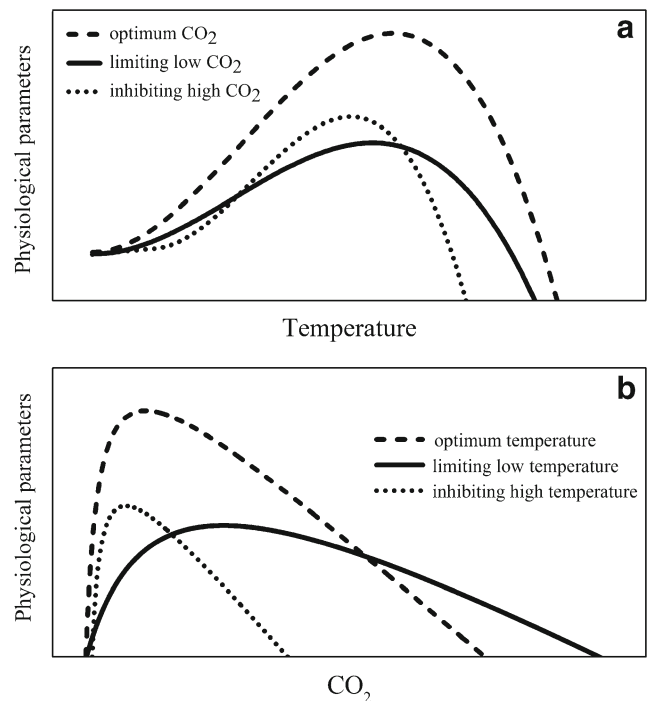 a
optimum CO₂
limiting low CO₂
inhibiting high CO₂
Physiological parameters
Temperature
b
optimum temperature
limiting low temperature
inhibiting high temperature
Physiological parameters
CO₂